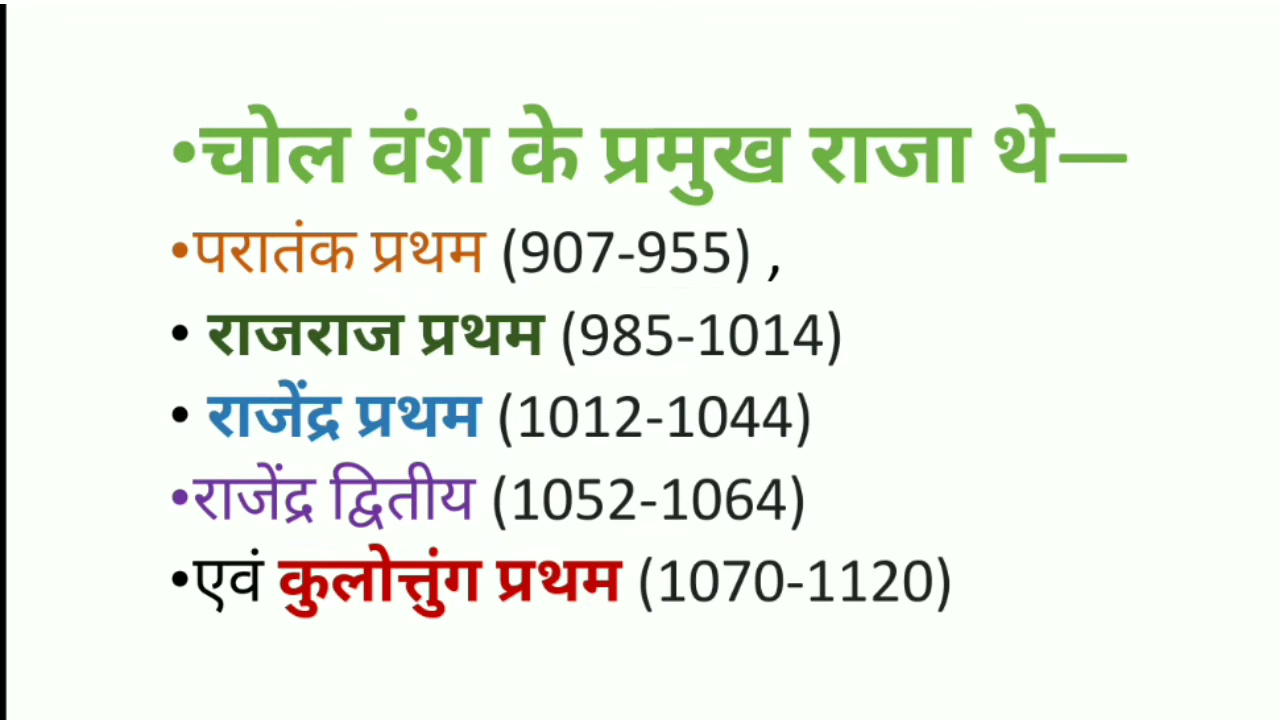 •चोल वंश के प्रमुख राजा थे—
•परातंक प्रथम (907-955) ,
• राजराज प्रथम (985-1014)
• राजेंद्र प्रथम (1012-1044)
•राजेंद्र द्वितीय (1052-1064)
•एवं कुलोत्तुंग प्रथम (1070-1120)